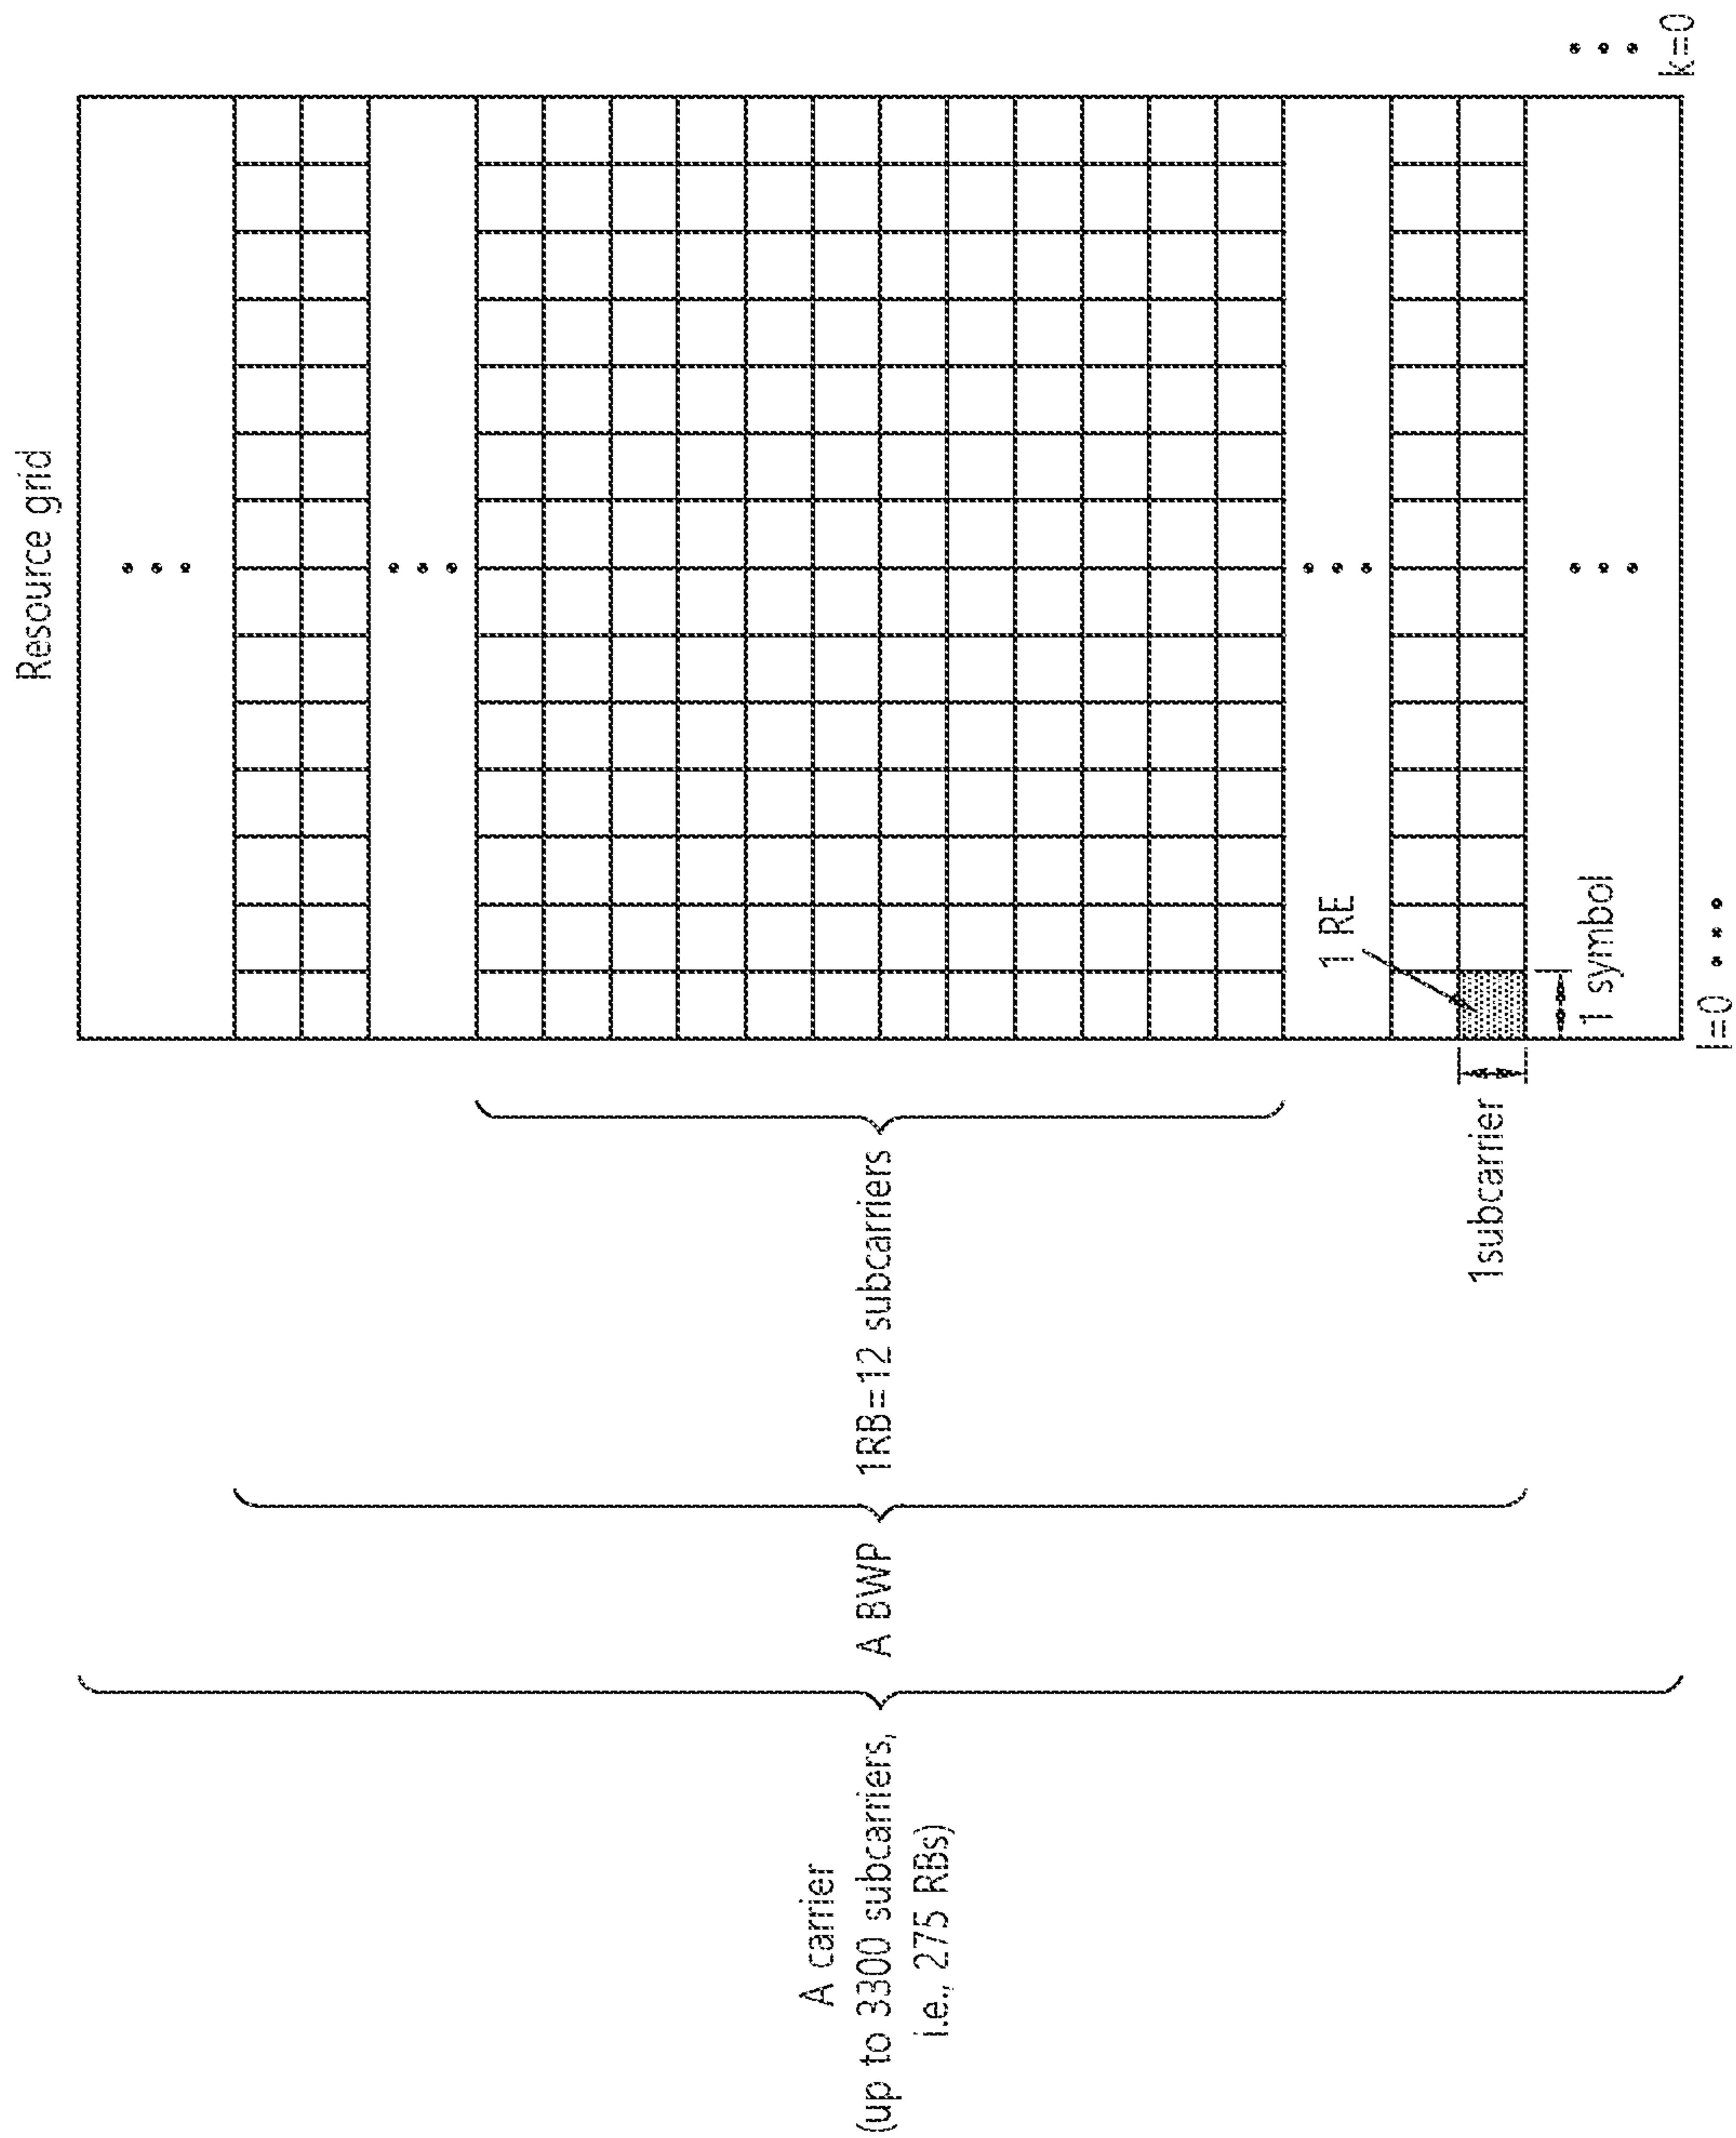 Resource grid
A carrier
(up to 3300 subcarriers,
i.e., 275 RBs)
A BWP
1RB=12 subcarriers
1subcarrier
1 RE
1 symbol
l=0
k=0